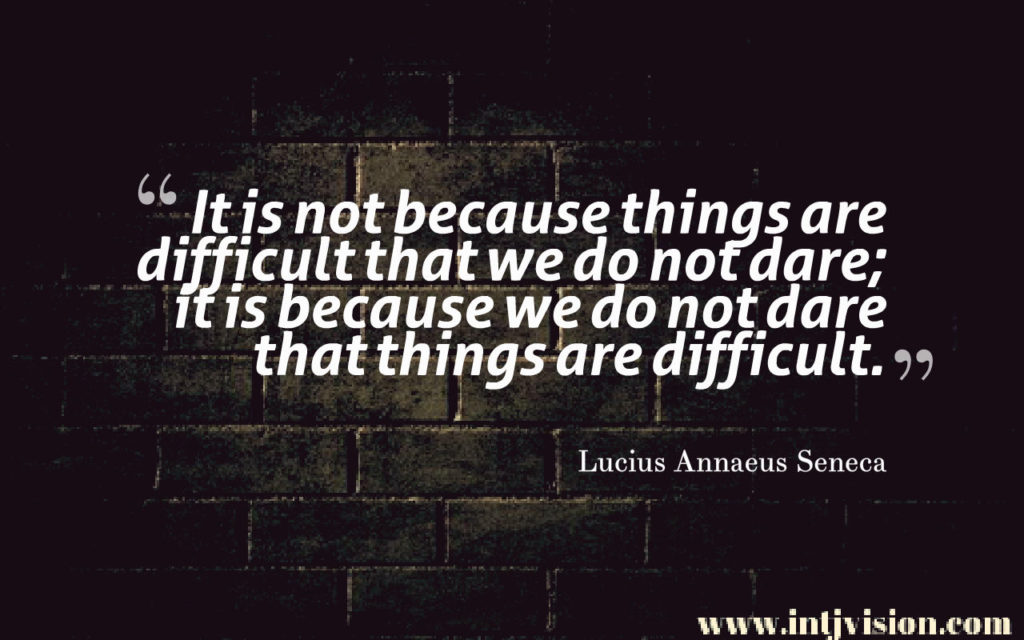 “ It is not because things are
difficult that we do not dare;
it is because we do not dare
that things are difficult. ”
Lucius Annaeus Seneca
www.intjvision.com